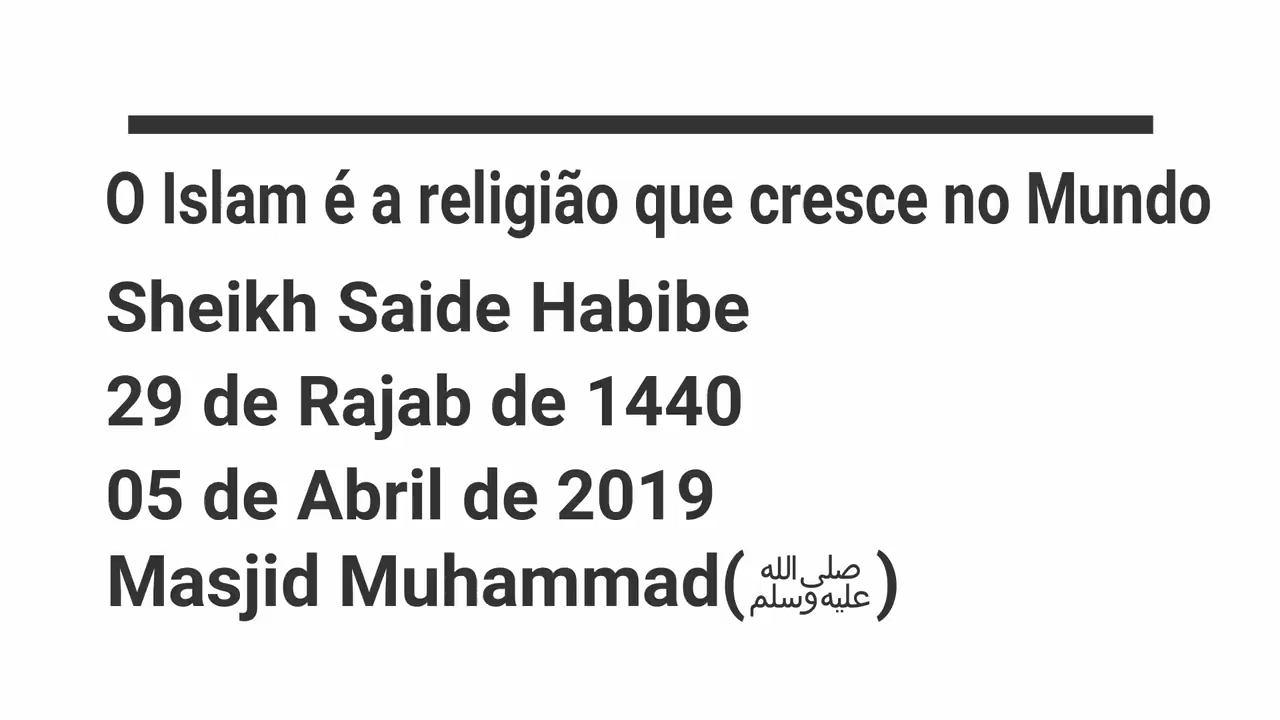 O Islam é a religião que cresce no Mundo
Sheikh Saide Habibe
29 de Rajab de 1440
05 de Abril de 2019
Masjid Muhammad(ﷺ)